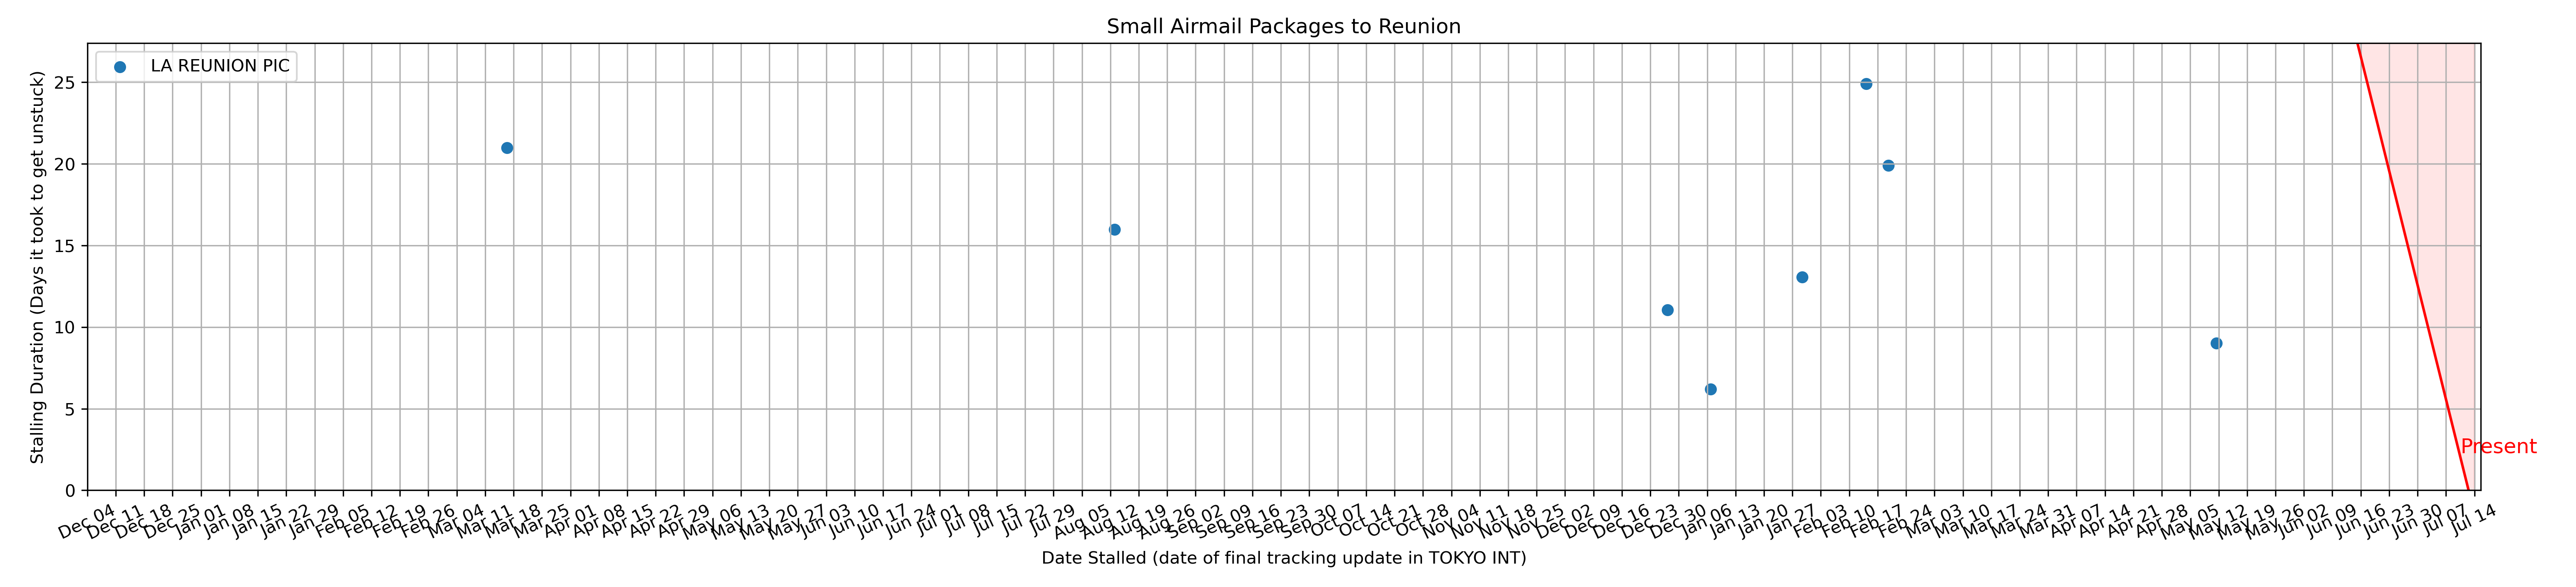 Small Airmail Packages to Reunion
LA REUNION PIC
Stalling Duration (Days it took to get unstuck)
25
20
15
10
5
0
Present
Dec 04
Dec 11
Dec 18
Dec 25
Jan 01
Jan 08
Jan 15
Jan 22
Jan 29
Feb 05
Feb 12
Feb 19
Feb 26
Mar 04
Mar 11
Mar 18
Mar 25
Apr 01
Apr 08
Apr 15
Apr 22
Apr 29
May 06
May 13
May 20
May 27
Jun 03
Jun 10
Jun 17
Jun 24
Jul 01
Jul 08
Jul 15
Jul 22
Jul 29
Aug 05
Aug 12
Aug 19
Aug 26
Sep 02
Sep 09
Sep 16
Sep 23
Sep 30
Oct 07
Oct 14
Oct 21
Oct 28
Nov 04
Nov 11
Nov 18
Nov 25
Dec 02
Dec 09
Dec 16
Dec 23
Dec 30
Jan 06
Jan 13
Jan 20
Jan 27
Feb 03
Feb 10
Feb 17
Feb 24
Mar 03
Mar 10
Mar 17
Mar 24
Mar 31
Apr 07
Apr 14
Apr 21
Apr 28
May 05
May 12
May 19
May 26
Jun 02
Jun 09
Jun 16
Jun 23
Jun 30
Jul 07
Jul 14
Date Stalled (date of final tracking update in TOKYO INT)